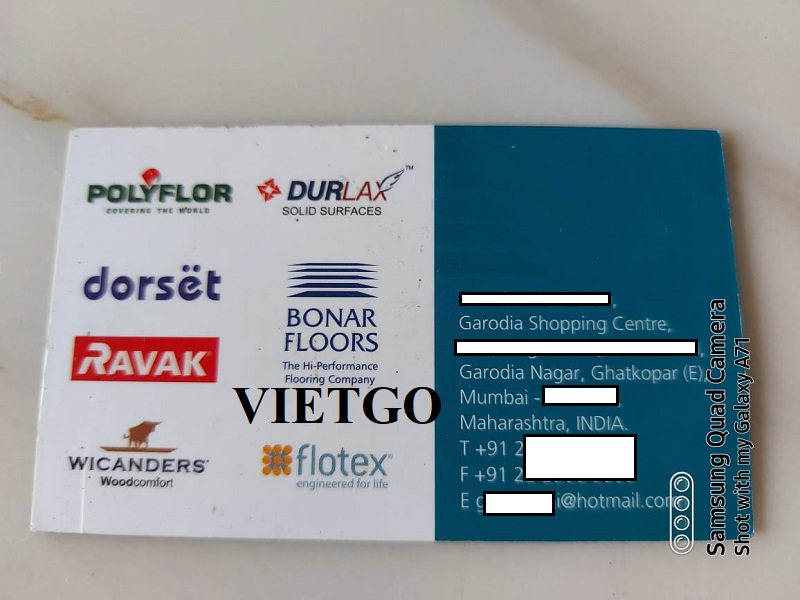 POLYFLOR
COVERING THE WORLD
DURLAX™
SOLID SURFACES
dorsët
BONAR
FLOORS
The Hi-Performance
Flooring Company
RAVAK
VIETGO
WICANDERS
Woodcomfort
flotex
engineered for life
Garodia Shopping Centre,
Garodia Nagar, Ghatkopar (E),
Mumbai -
Maharashtra, INDIA.
T +91 2
F +91 2
E g i@hotmail.com
Samsung Quad Camera
Shot with my Galaxy A71